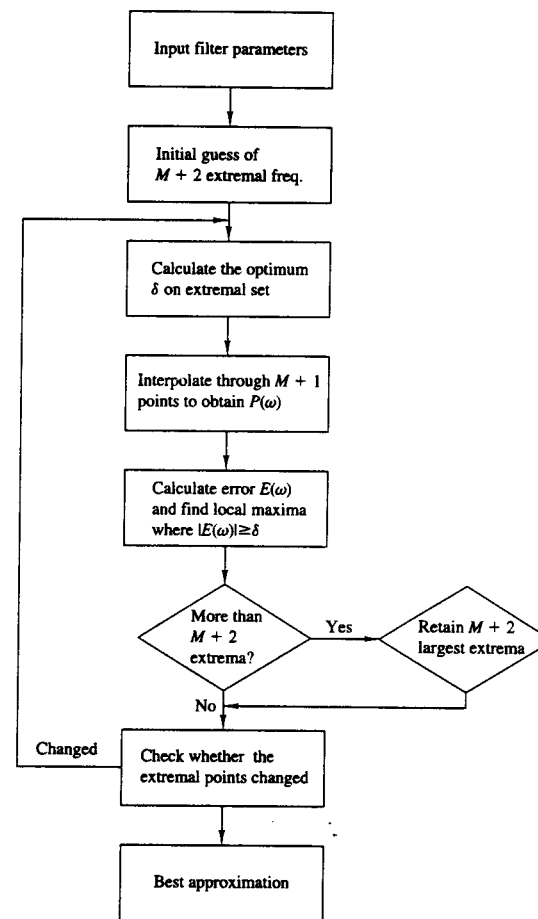 Input filter parameters
Initial guess of
M + 2 extremal freq.
Calculate the optimum
δ on extremal set
Interpolate through M + 1
points to obtain P(ω)
Calculate error E(ω)
and find local maxima
where |E(ω)|≥δ
More than
M + 2
extrema?
Yes
Retain M + 2
largest extrema
No
Changed
Check whether the
extremal points changed
Best approximation